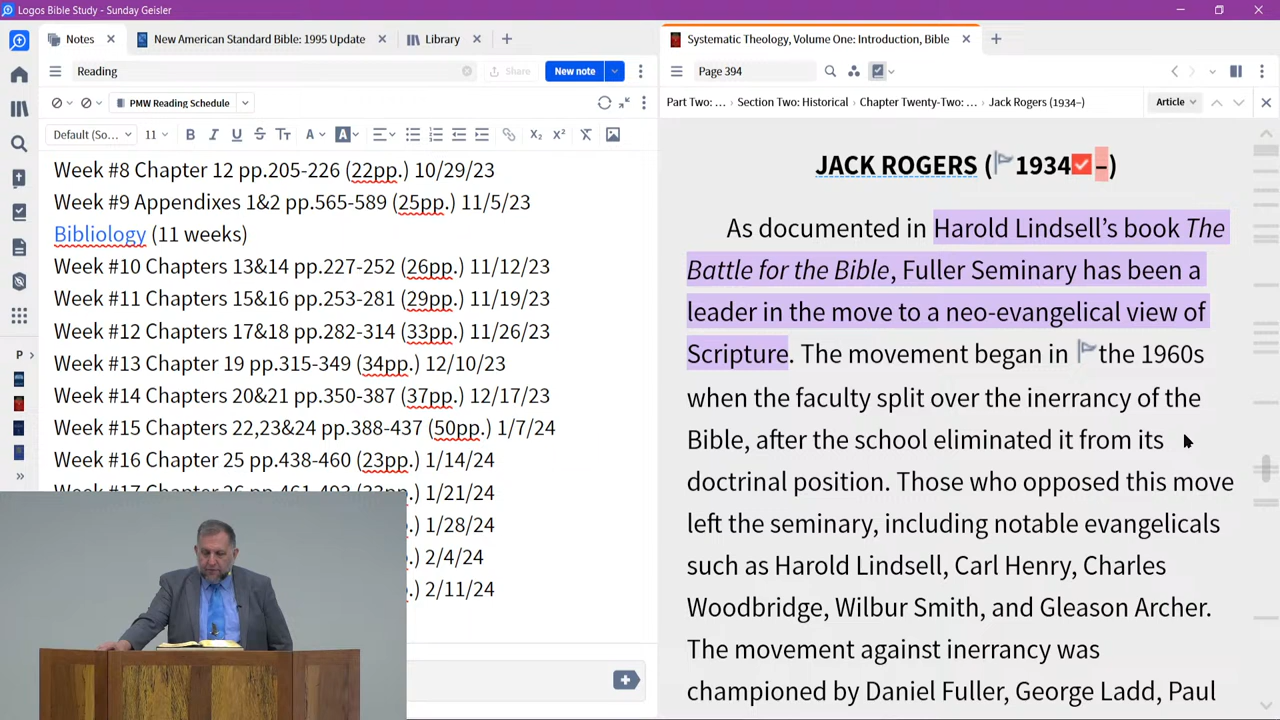 Logos Bible Study - Sunday Geisler
Notes
New American Standard Bible: 1995 Update
Library
Reading
Share
New note
PMW Reading Schedule
Default (So...
11
Week #8 Chapter 12 pp.205-226 (22pp.) 10/29/23
Week #9 Appendixes 1&2 pp.565-589 (25pp.) 11/5/23
Bibliology (11 weeks)
Week #10 Chapters 13&14 pp.227-252 (26pp.) 11/12/23
Week #11 Chapters 15&16 pp.253-281 (29pp.) 11/19/23
Week #12 Chapters 17&18 pp.282-314 (33pp.) 11/26/23
Week #13 Chapter 19 pp.315-349 (34pp.) 12/10/23
Week #14 Chapters 20&21 pp.350-387 (37pp.) 12/17/23
Week #15 Chapters 22,23&24 pp.388-437 (50pp.) 1/7/24
Week #16 Chapter 25 pp.438-460 (23pp.) 1/14/24
1/21/24
1/28/24
2/4/24
2/11/24
P
Systematic Theology, Volume One: Introduction, Bible
Page 394
Part Two: ... › Section Two: Historical › Chapter Twenty-Two: ... › Jack Rogers (1934–)
Article
JACK ROGERS (1934–)
As documented in Harold Lindsell’s book The
Battle for the Bible, Fuller Seminary has been a
leader in the move to a neo-evangelical view of
Scripture. The movement began in the 1960s
when the faculty split over the inerrancy of the
Bible, after the school eliminated it from its
doctrinal position. Those who opposed this move
left the seminary, including notable evangelicals
such as Harold Lindsell, Carl Henry, Charles
Woodbridge, Wilbur Smith, and Gleason Archer.
The movement against inerrancy was
championed by Daniel Fuller, George Ladd, Paul